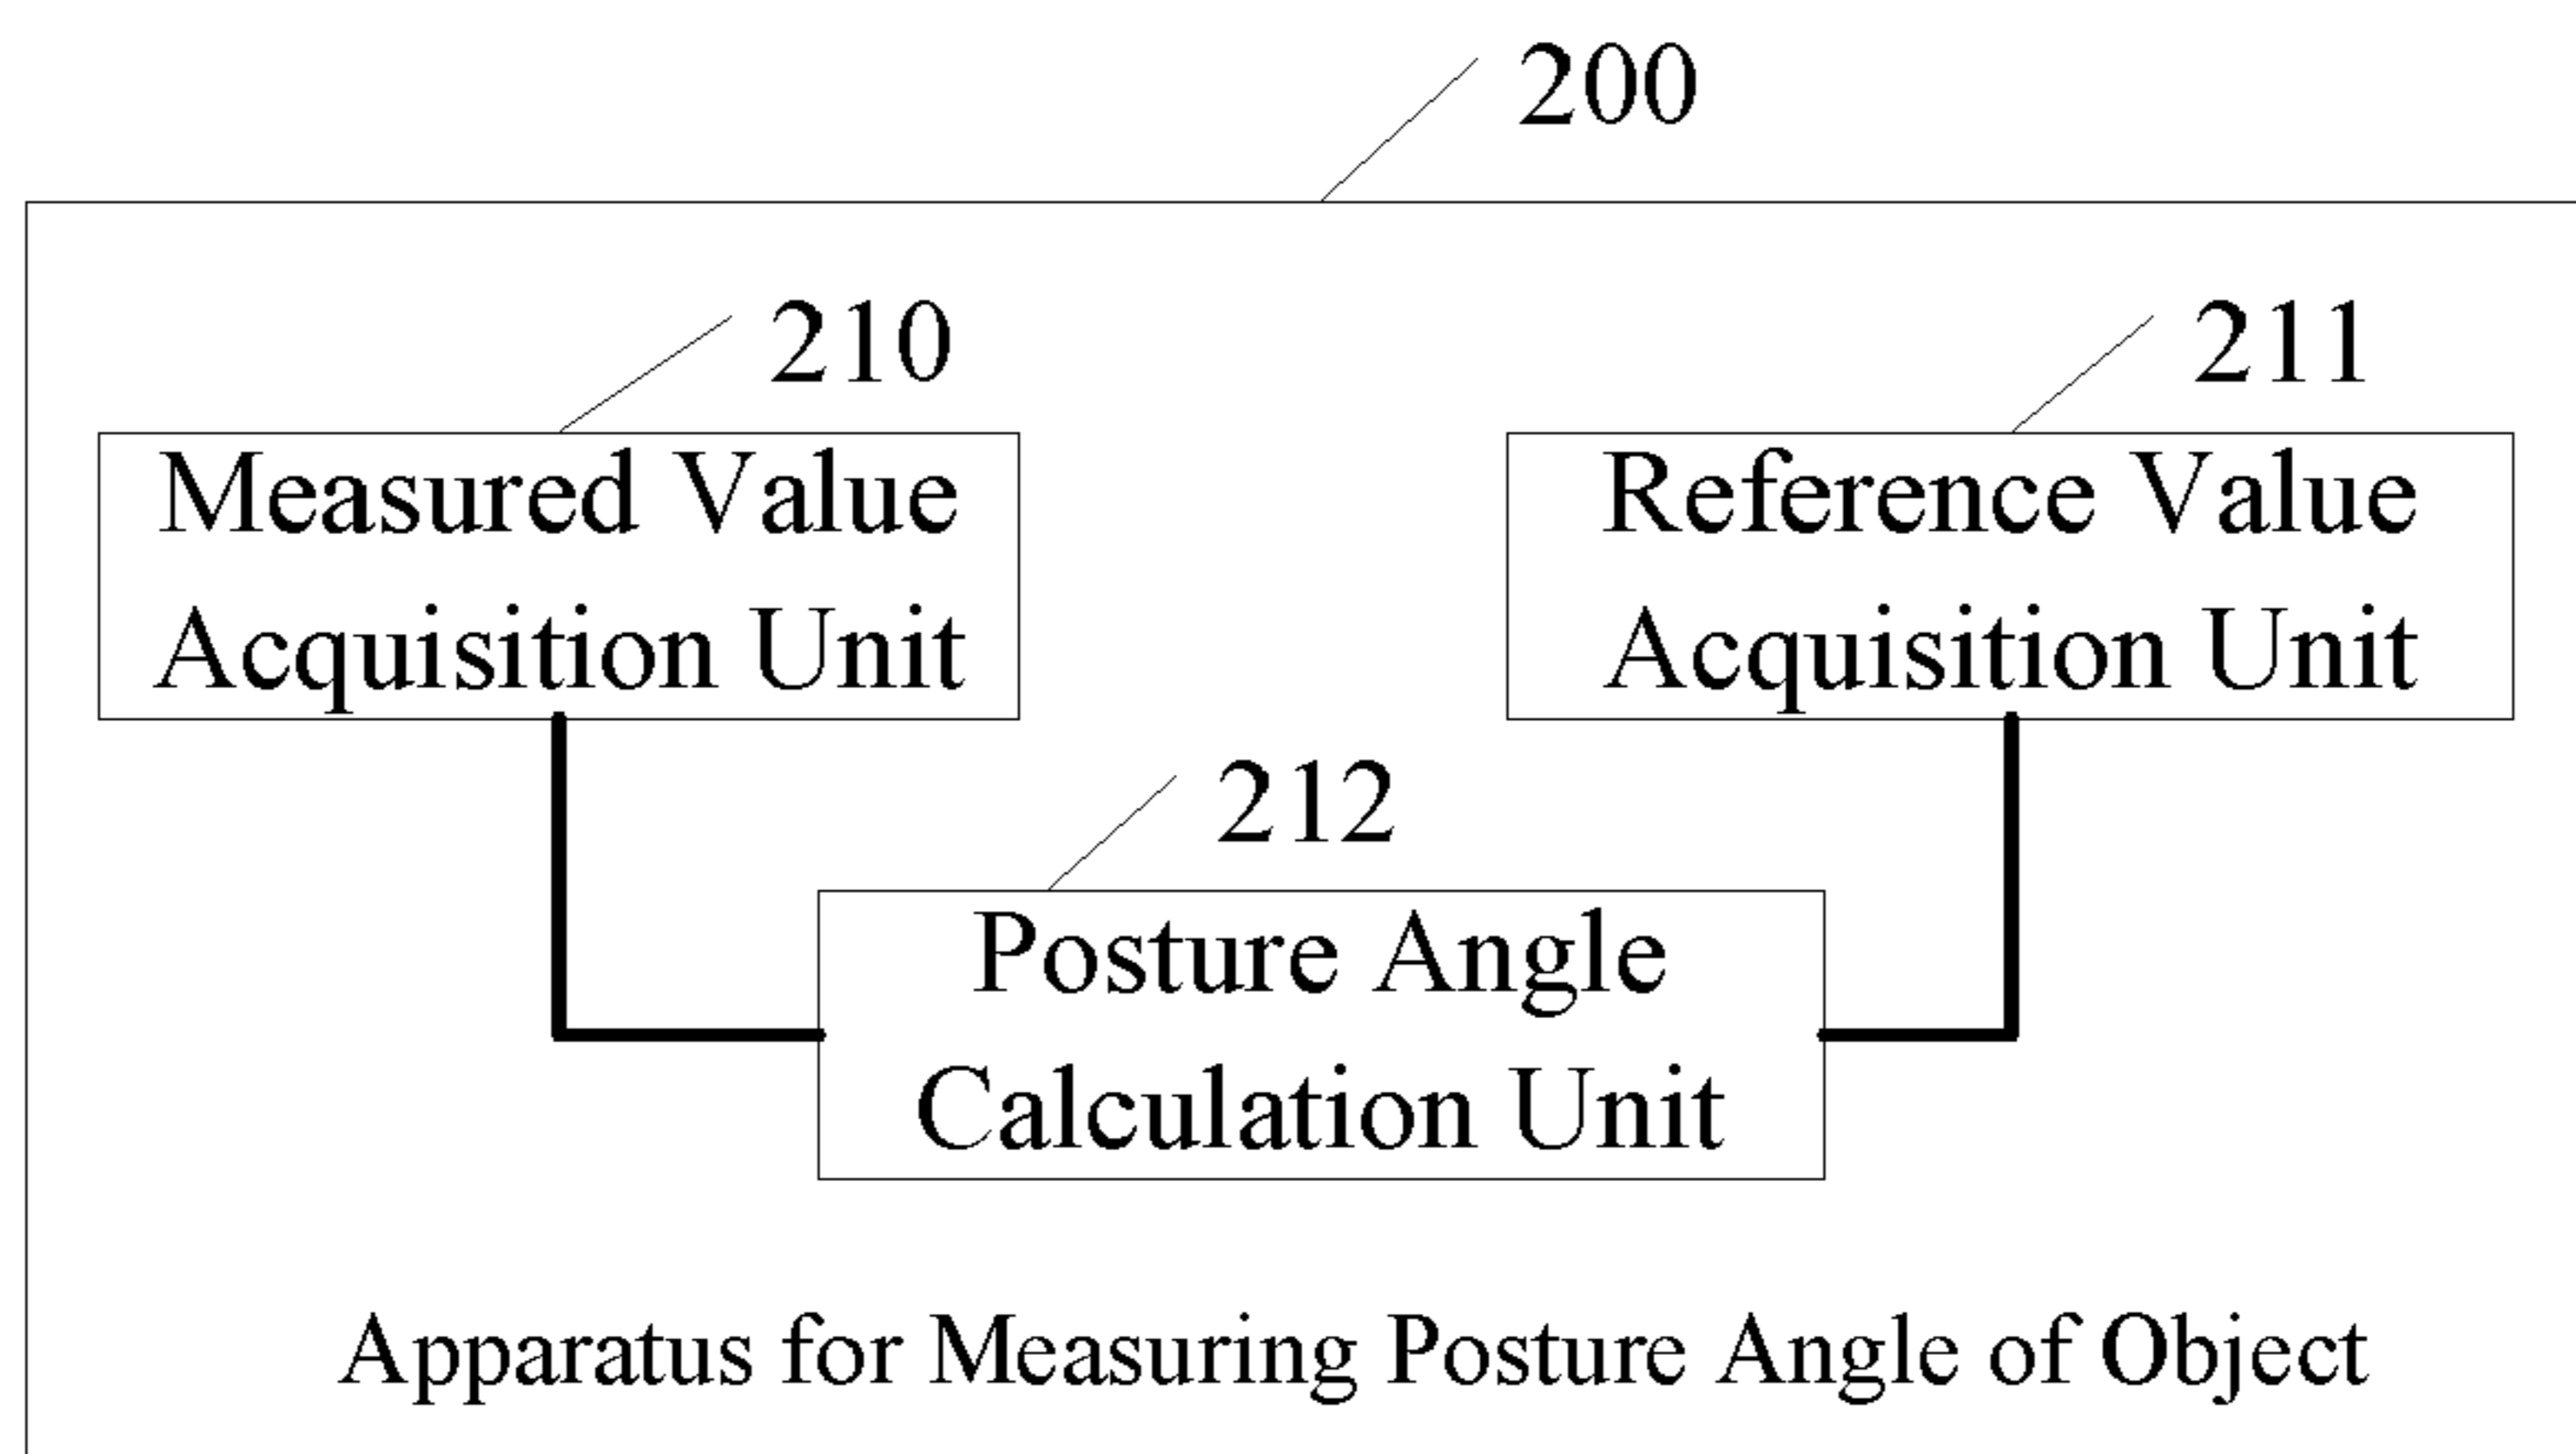 200
210
211
Measured Value
Acquisition Unit
Reference Value
Acquisition Unit
212
Posture Angle
Calculation Unit
Apparatus for Measuring Posture Angle of Object